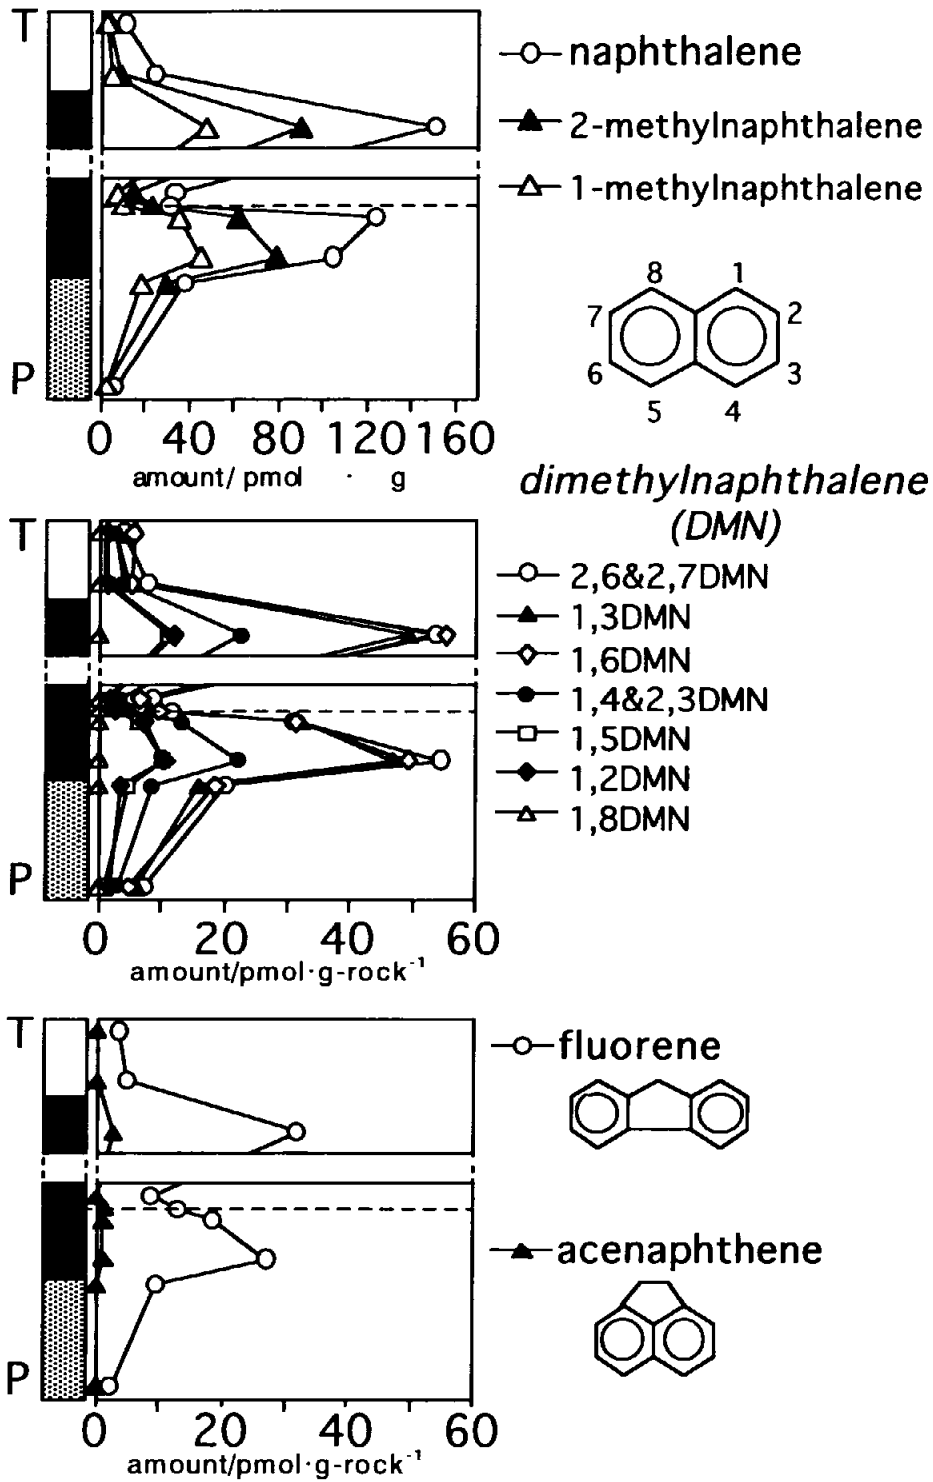 T
naphthalene
2-methylnaphthalene
1-methylnaphthalene
8 1
7 2
6 3
5 4
P
0 40 80 120 160
amount/ pmol · g
dimethylnaphthalene
(DMN)
T
2,6&2,7DMN
1,3DMN
1,6DMN
1,4&2,3DMN
1,5DMN
1,2DMN
1,8DMN
P
0 20 40 60
amount/pmol·g-rock⁻¹
T
fluorene
acenaphthene
P
0 20 40 60
amount/pmol·g-rock⁻¹